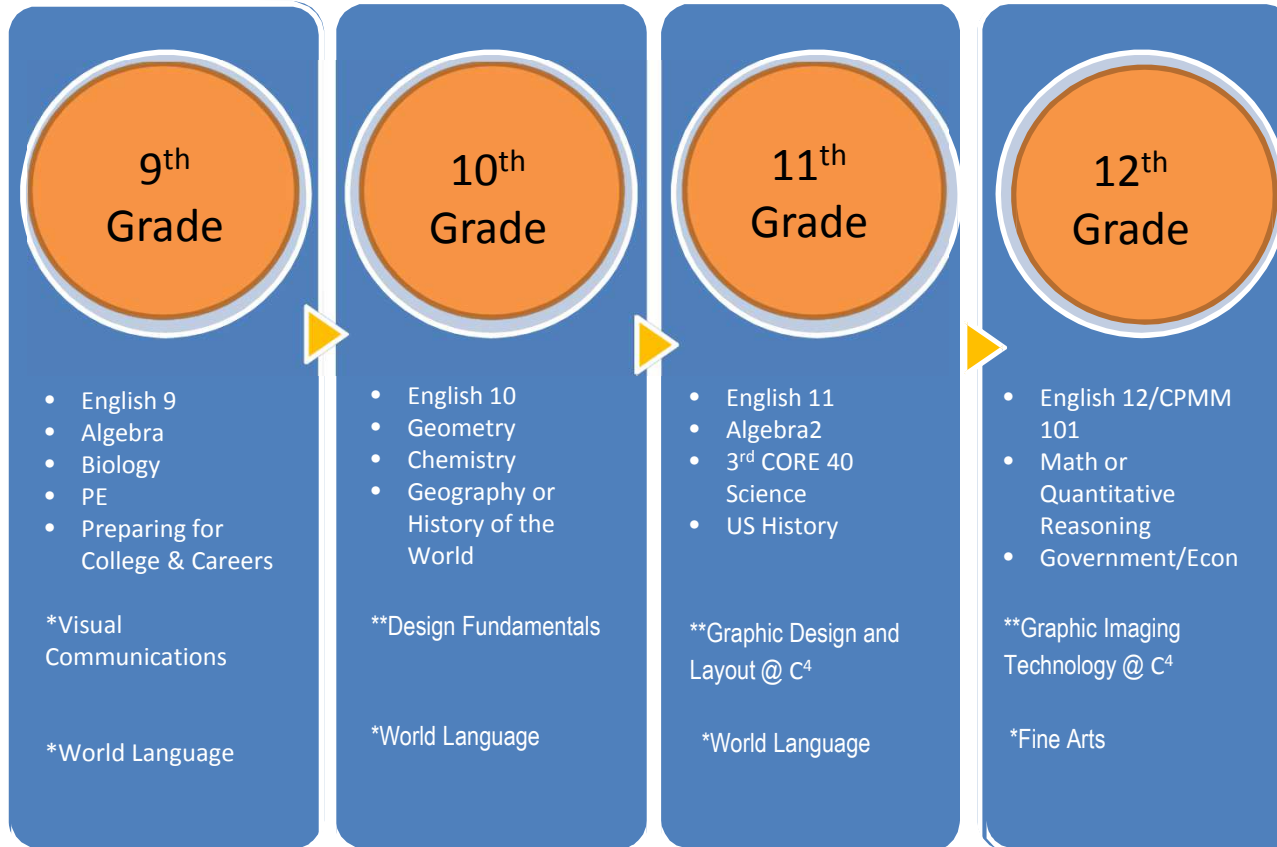 9th
Grade
• English 9
• Algebra
• Biology
• PE
• Preparing for
College & Careers
*Visual
Communications
*World Language
10th
Grade
• English 10
• Geometry
• Chemistry
• Geography or
History of the
World
**Design Fundamentals
*World Language
11th
Grade
• English 11
• Algebra2
• 3rd CORE 40
Science
• US History
**Graphic Design and
Layout @ C4
*World Language
12th
Grade
• English 12/CPMM
101
• Math or
Quantitative
Reasoning
• Government/Econ
**Graphic Imaging
Technology @ C4
*Fine Arts